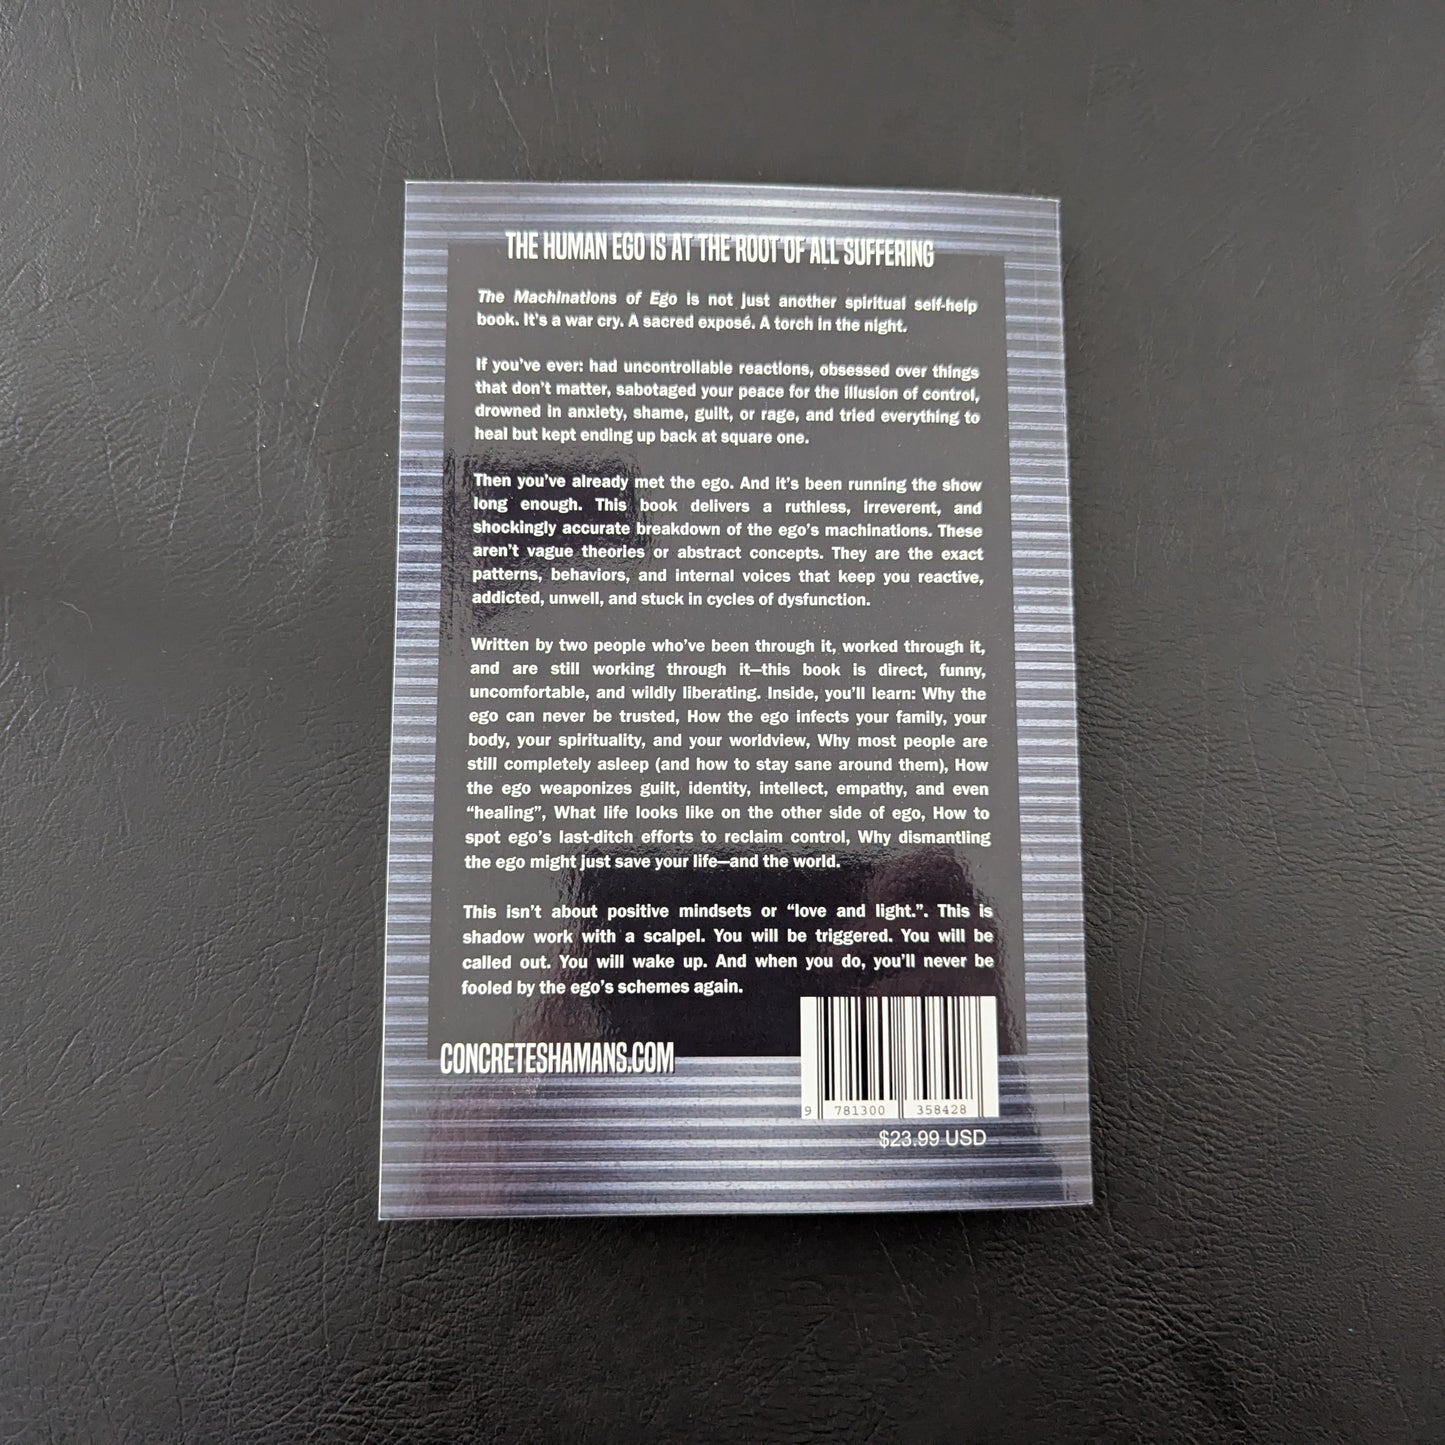 THE HUMAN EGO IS AT THE ROOT OF ALL SUFFERING
The Machinations of Ego is not just another spiritual self-help
book. It's a war cry. A sacred exposé. A torch in the night.
If you've ever: had uncontrollable reactions, obsessed over things
that don't matter, sabotaged your peace for the illusion of control,
drowned in anxiety, shame, guilt, or rage, and tried everything to
heal but kept ending up back at square one.
Then you've already met the ego. And it's been running the show
long enough. This book delivers a ruthless, irreverent, and
shockingly accurate breakdown of the ego's machinations. These
aren't vague theories or abstract concepts. They are the exact
patterns, behaviors, and internal voices that keep you reactive,
addicted, unwell, and stuck in cycles of dysfunction.
Written by two people who've been through it, worked through it,
and are still working through it—this book is direct, funny,
uncomfortable, and wildly liberating. Inside, you'll learn: Why the
ego can never be trusted, How the ego infects your family, your
body, your spirituality, and your worldview, Why most people are
still completely asleep (and how to stay sane around them), How
the ego weaponizes guilt, identity, intellect, empathy, and even
“healing”, What life looks like on the other side of ego, How to
spot ego's last-ditch efforts to reclaim control, Why dismantling
the ego might just save your life—and the world.
This isn't about positive mindsets or “love and light.”. This is
shadow work with a scalpel. You will be triggered. You will be
called out. You will wake up. And when you do, you'll never be
fooled by the ego's schemes again.
CONCRETESHAMANS.COM
9 781300 358428
$23.99 USD